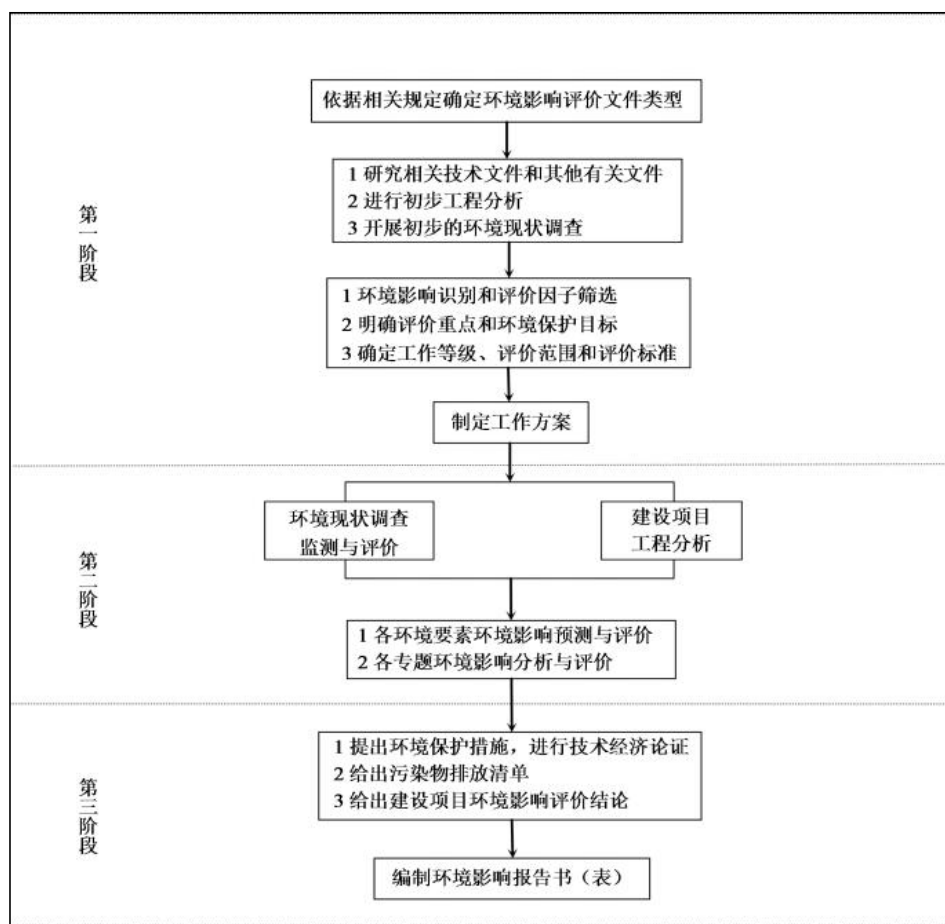 依据相关规定确定环境影响评价文件类型
1 研究相关技术文件和其他有关文件
2 进行初步工程分析
3 开展初步的环境现状调查
第一阶段
1 环境影响识别和评价因子筛选
2 明确评价重点和环境保护目标
3 确定工作等级、评价范围和评价标准
制定工作方案
环境现状调查
监测与评价
建设项目
工程分析
第二阶段
1 各环境要素环境影响预测与评价
2 各专题环境影响分析与评价
1 提出环境保护措施，进行技术经济论证
2 给出污染物排放清单
3 给出建设项目环境影响评价结论
第三阶段
编制环境影响报告书（表）